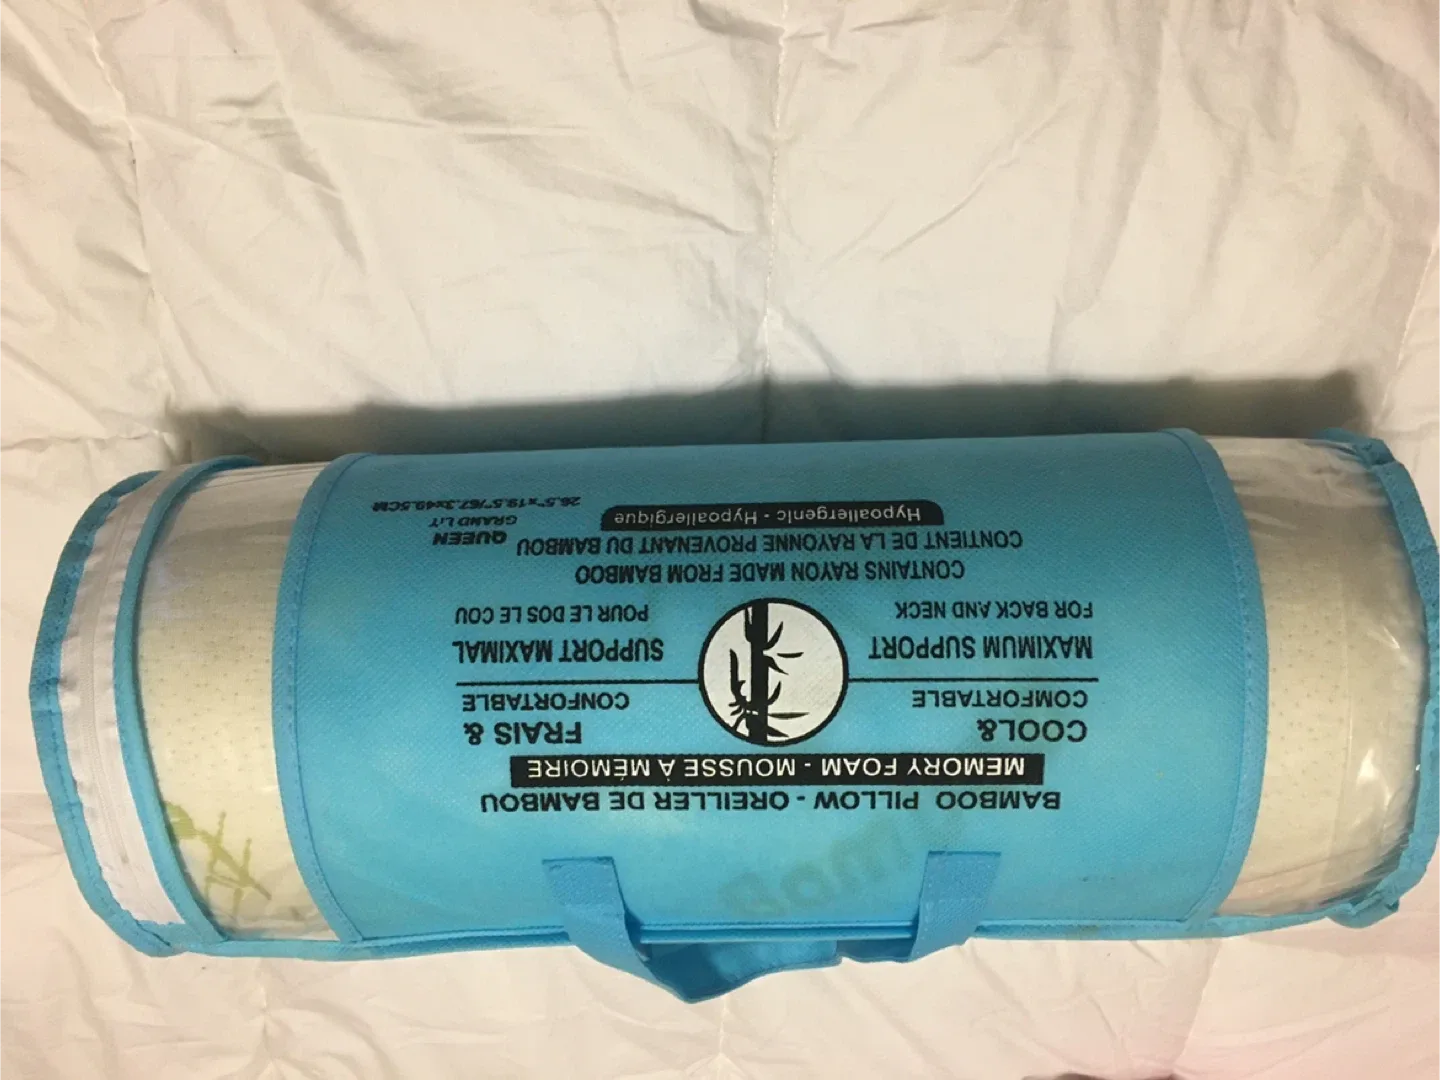 BAMBOO PILLOW - OREILLER DE BAMBOU
MEMORY FOAM - MOUSSE À MÉMOIRE
COOL&
COMFORTABLE
FRAIS &
CONFORTABLE
MAXIMUM SUPPORT
FOR BACK AND NECK
SUPPORT MAXIMAL
POUR LE DOS LE COU
CONTAINS RAYON MADE FROM BAMBOO
CONTIENT DE LA RAYONNE PROVENANT DU BAMBOU
Hypoallergenic - Hypoallergique
QUEEN
GRAND LIT
26.5"x19.5"/67.3x49.5CM